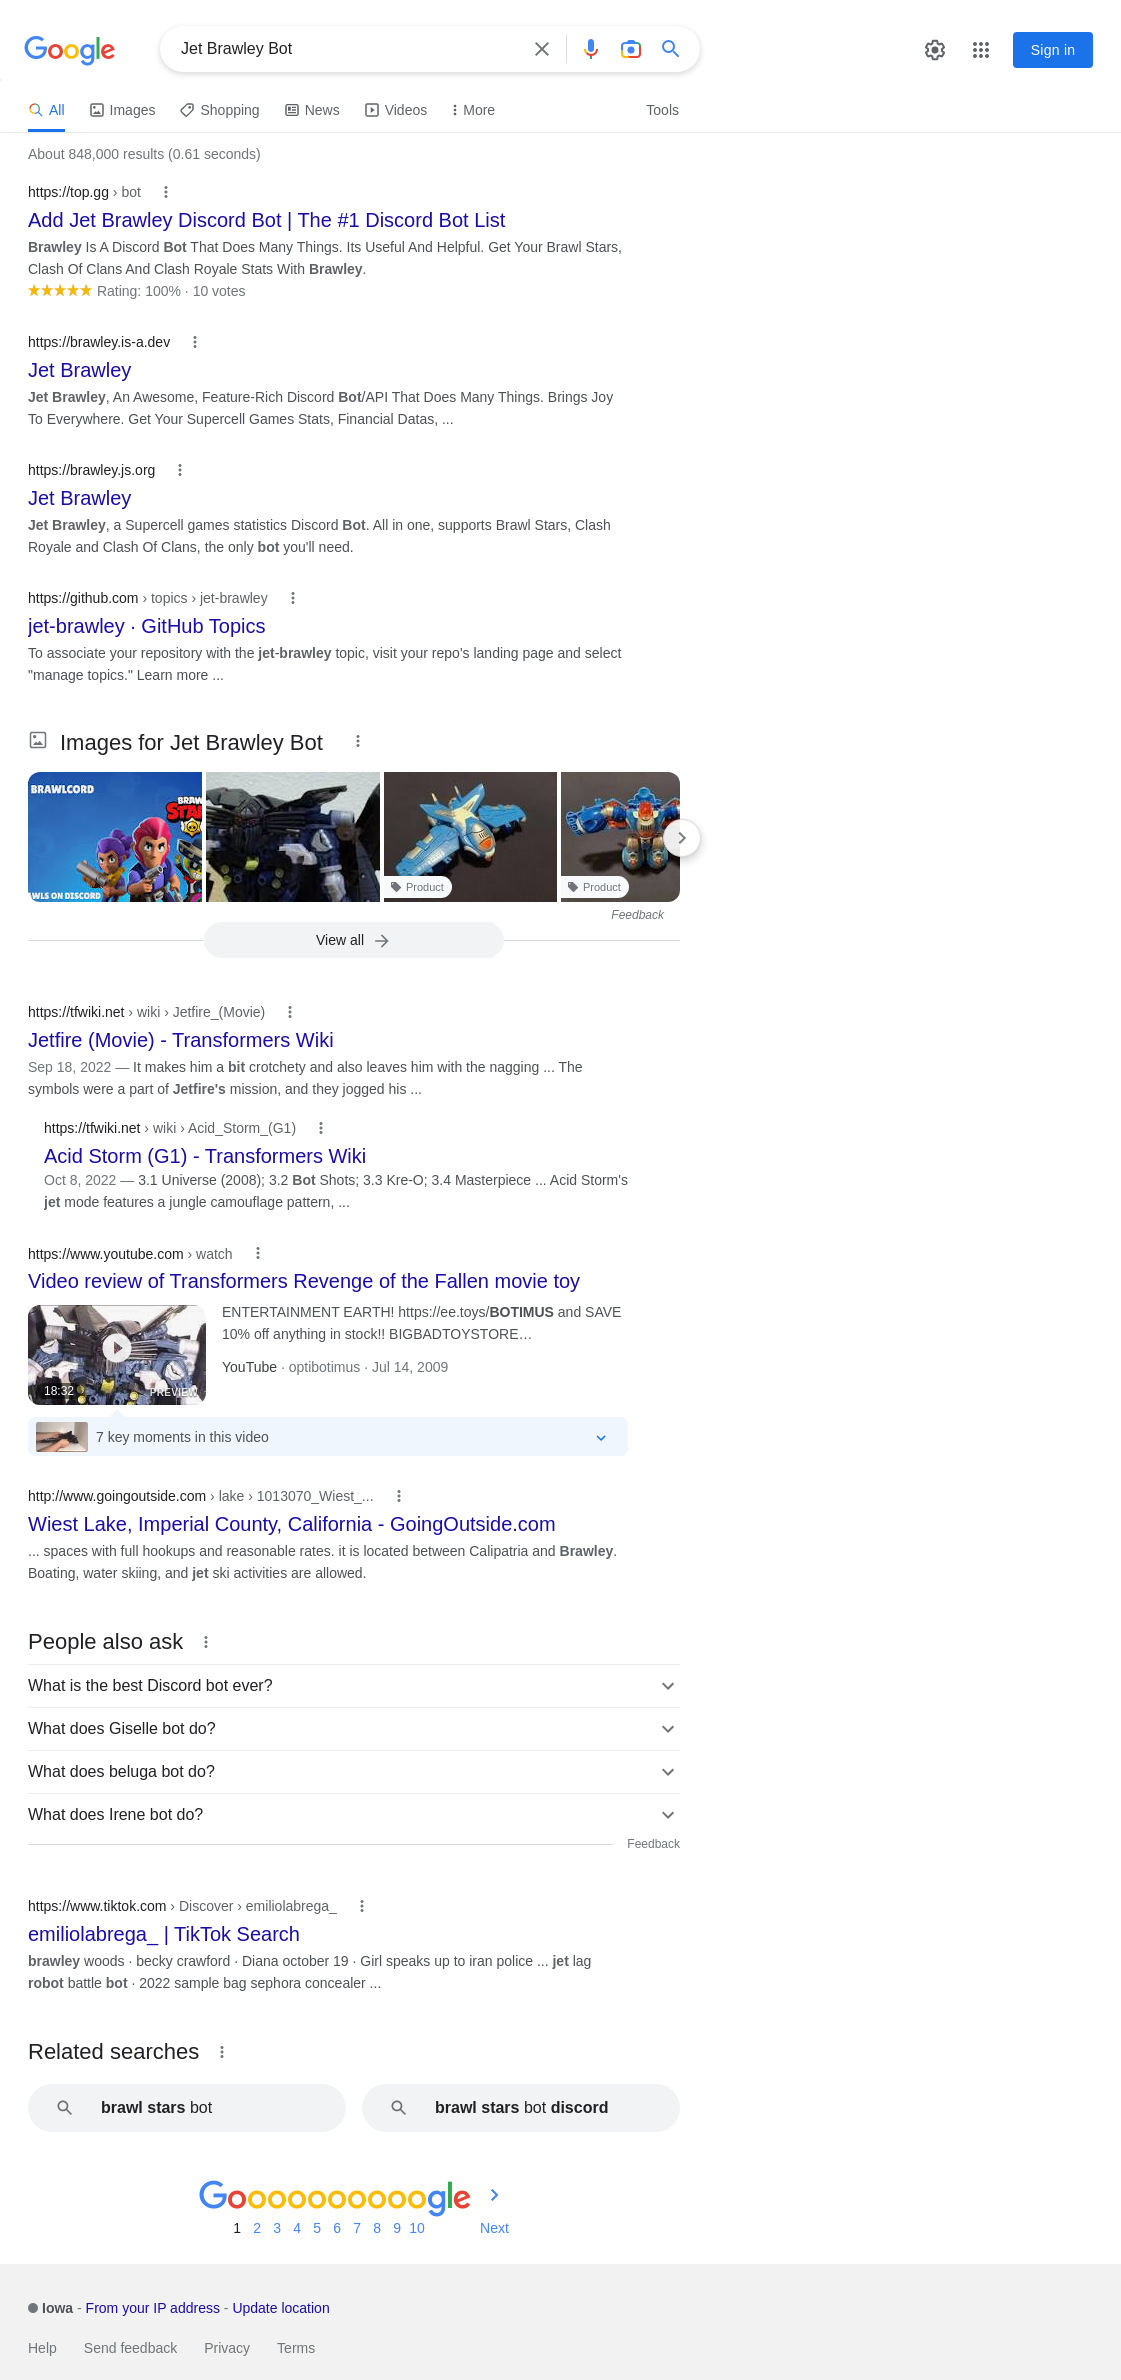 Google
Jet Brawley Bot
Sign in
All
Images
Shopping
News
Videos
More
Tools
About 848,000 results (0.61 seconds)
https://top.gg › bot
Add Jet Brawley Discord Bot | The #1 Discord Bot List
Brawley Is A Discord Bot That Does Many Things. Its Useful And Helpful. Get Your Brawl Stars,
Clash Of Clans And Clash Royale Stats With Brawley.
Rating: 100% · 10 votes
https://brawley.is-a.dev
Jet Brawley
Jet Brawley, An Awesome, Feature-Rich Discord Bot/API That Does Many Things. Brings Joy
To Everywhere. Get Your Supercell Games Stats, Financial Datas, ...
https://brawley.js.org
Jet Brawley
Jet Brawley, a Supercell games statistics Discord Bot. All in one, supports Brawl Stars, Clash
Royale and Clash Of Clans, the only bot you'll need.
https://github.com › topics › jet-brawley
jet-brawley · GitHub Topics
To associate your repository with the jet-brawley topic, visit your repo's landing page and select
"manage topics." Learn more ...
Images for Jet Brawley Bot
BRAWLCORD
BRAW
STA
AWLS ON DISCORD
Product
Product
Feedback
View all
https://tfwiki.net › wiki › Jetfire_(Movie)
Jetfire (Movie) - Transformers Wiki
Sep 18, 2022 — It makes him a bit crotchety and also leaves him with the nagging ... The
symbols were a part of Jetfire's mission, and they jogged his ...
https://tfwiki.net › wiki › Acid_Storm_(G1)
Acid Storm (G1) - Transformers Wiki
Oct 8, 2022 — 3.1 Universe (2008); 3.2 Bot Shots; 3.3 Kre-O; 3.4 Masterpiece ... Acid Storm's
jet mode features a jungle camouflage pattern, ...
https://www.youtube.com › watch
Video review of Transformers Revenge of the Fallen movie toy
ENTERTAINMENT EARTH! https://ee.toys/BOTIMUS and SAVE
10% off anything in stock!! BIGBADTOYSTORE…
YouTube · optibotimus · Jul 14, 2009
18:32
PREVIEW
7 key moments in this video
http://www.goingoutside.com › lake › 1013070_Wiest_...
Wiest Lake, Imperial County, California - GoingOutside.com
... spaces with full hookups and reasonable rates. it is located between Calipatria and Brawley.
Boating, water skiing, and jet ski activities are allowed.
People also ask
What is the best Discord bot ever?
What does Giselle bot do?
What does beluga bot do?
What does Irene bot do?
Feedback
https://www.tiktok.com › Discover › emiliolabrega_
emiliolabrega_ | TikTok Search
brawley woods · becky crawford · Diana october 19 · Girl speaks up to iran police ... jet lag
robot battle bot · 2022 sample bag sephora concealer ...
Related searches
brawl stars bot
brawl stars bot discord
Goooooooooogle
1 2 3 4 5 6 7 8 9 10 Next
Iowa - From your IP address - Update location
Help Send feedback Privacy Terms